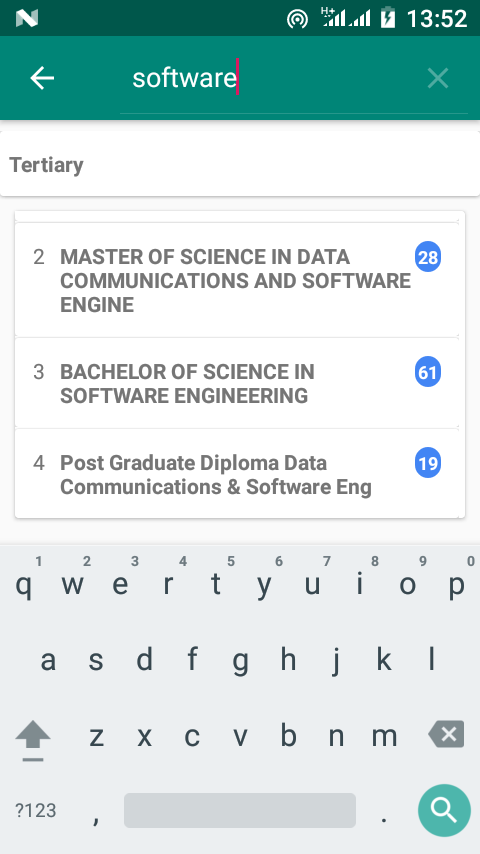 H+ 13:52
software
Tertiary
2 MASTER OF SCIENCE IN DATA 28
COMMUNICATIONS AND SOFTWARE
ENGINE
3 BACHELOR OF SCIENCE IN 61
SOFTWARE ENGINEERING
4 Post Graduate Diploma Data 19
Communications & Software Eng
1 2 3 4 5 6 7 8 9 0
q w e r t y u i o p
a s d f g h j k l
z x c v b n m
?123 , .